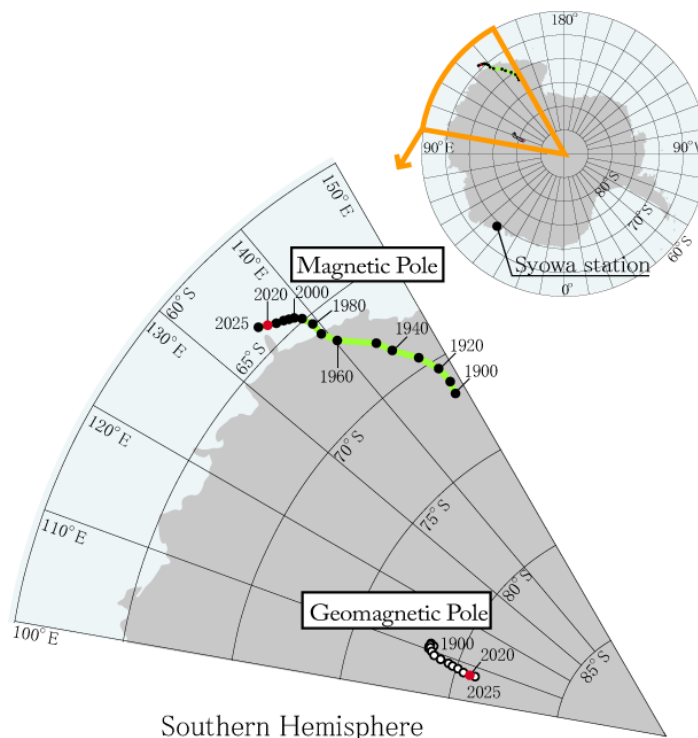 180°
90°E
90°W
80°S
70°S
60°S
Syowa station
0°
150°E
140°E
Magnetic Pole
60°S
2020
2000
1980
2025
130°E
65°S
1940
1920
1960
1900
120°E
70°S
75°S
110°E
80°S
Geomagnetic Pole
100°E
1900
2020
85°S
2025
Southern Hemisphere